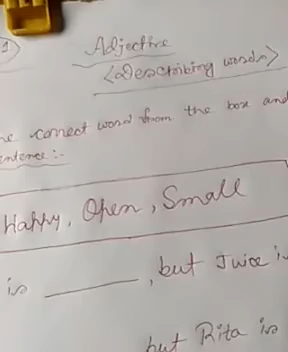 1
Adjective
<Describing words>
he correct word from the box and
entence :-
Happy, Open, Small
is ______, but Juice i
but Rita is